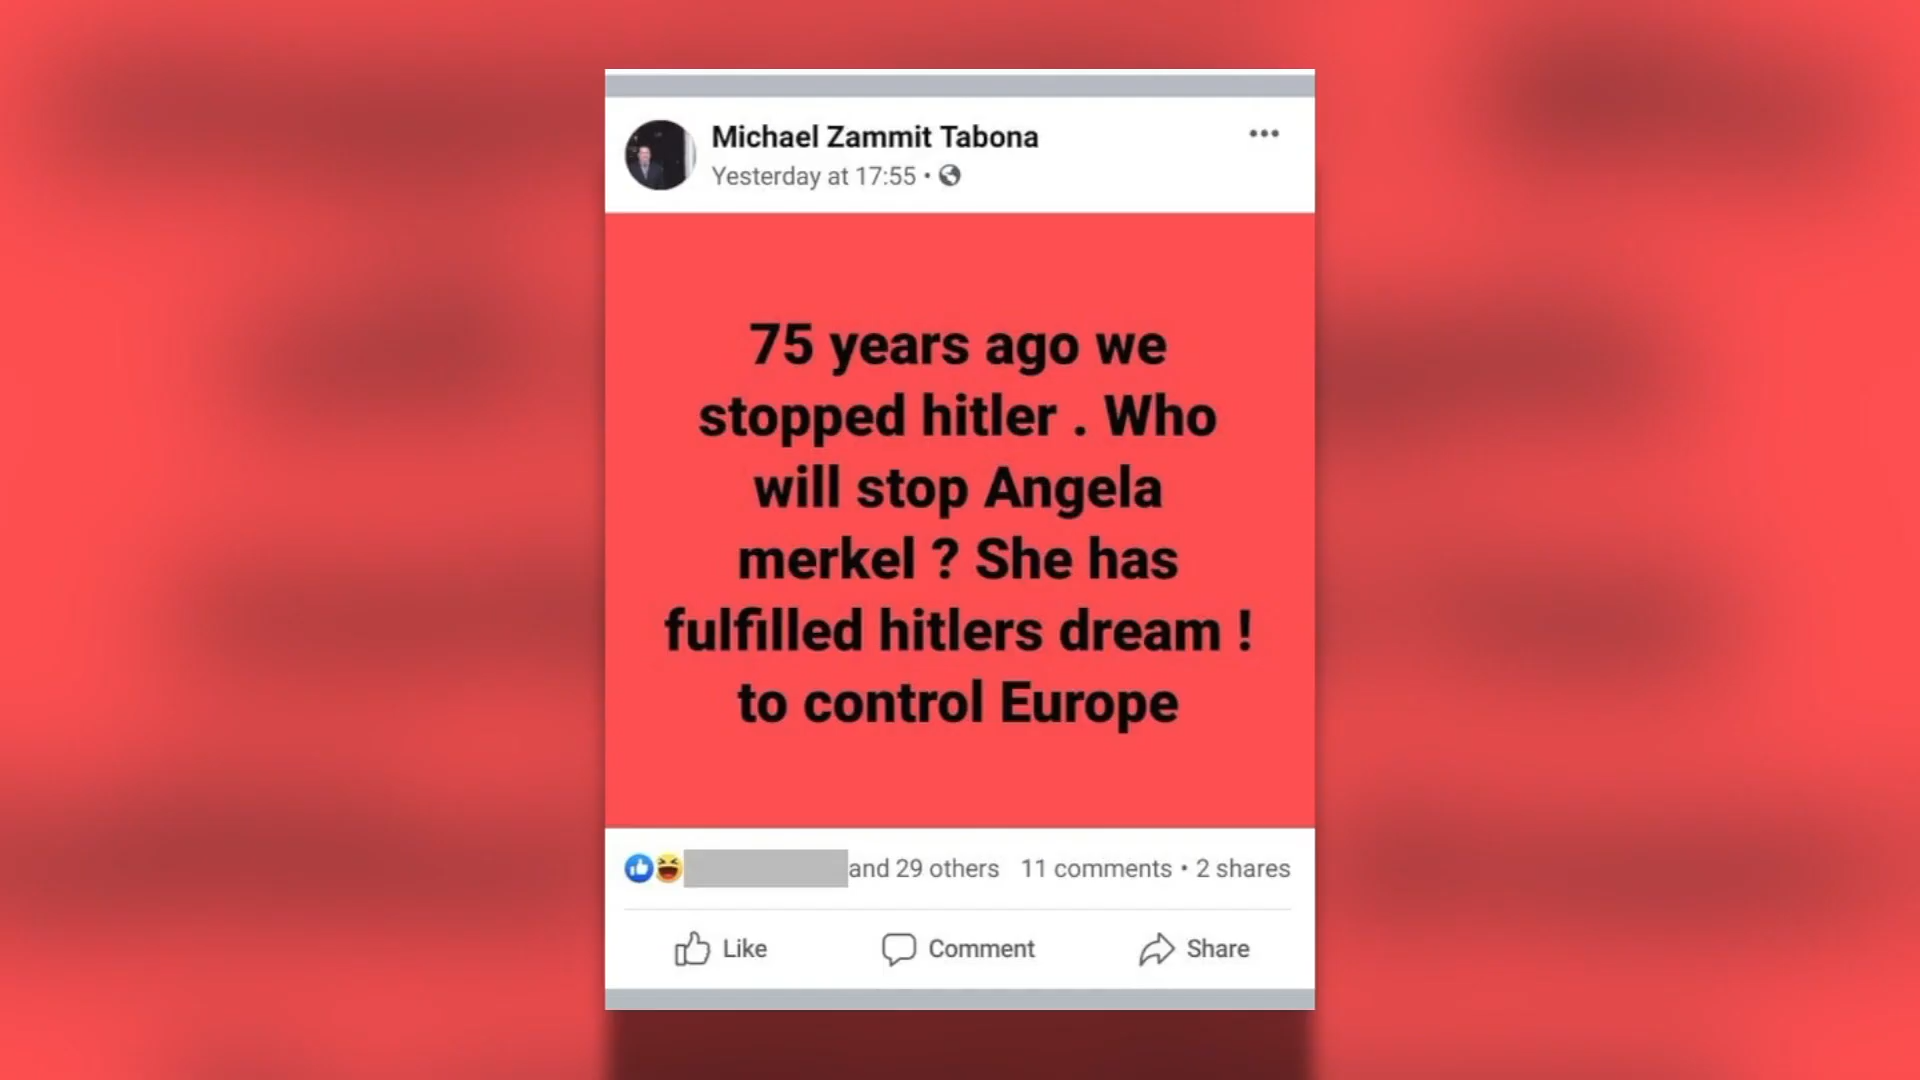 Michael Zammit Tabona
Yesterday at 17:55 •
75 years ago we
stopped hitler . Who
will stop Angela
merkel ? She has
fulfilled hitlers dream !
to control Europe
and 29 others 11 comments • 2 shares
Like Comment Share